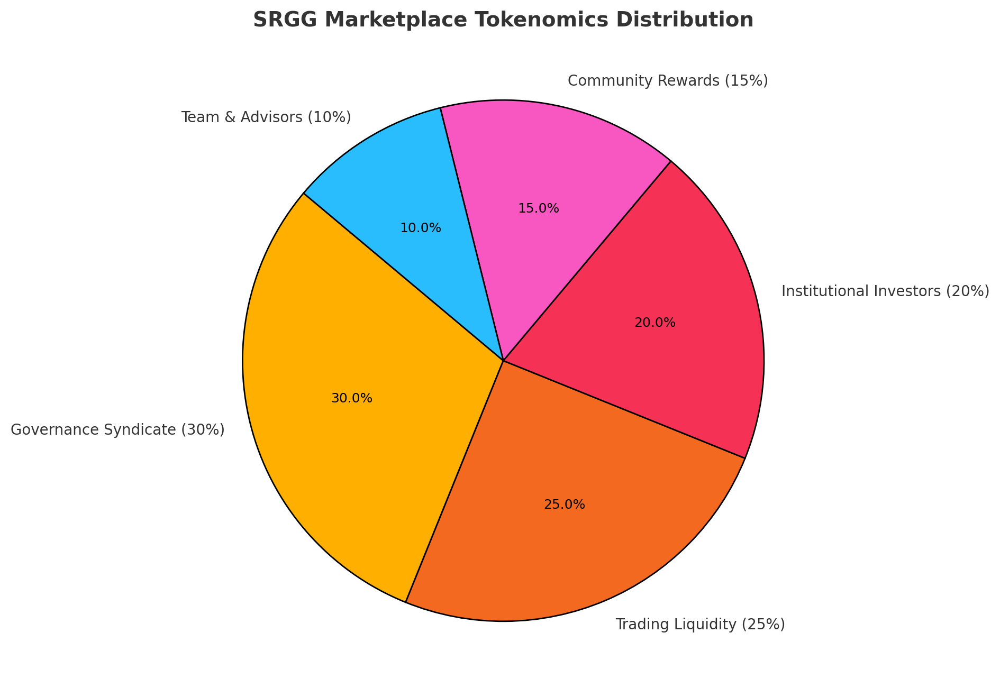 SRGG Marketplace Tokenomics Distribution
Community Rewards (15%)
Team & Advisors (10%)
15.0%
10.0%
Institutional Investors (20%)
20.0%
30.0%
Governance Syndicate (30%)
25.0%
Trading Liquidity (25%)